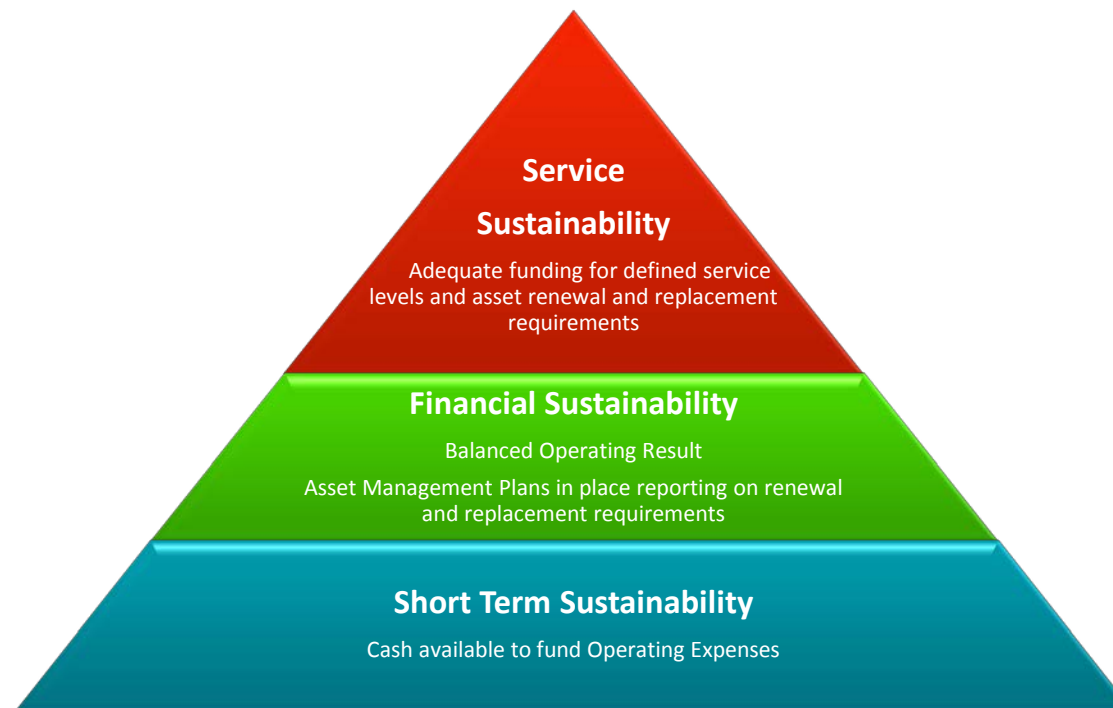 Service
Sustainability
Adequate funding for defined service
levels and asset renewal and replacement
requirements
Financial Sustainability
Balanced Operating Result
Asset Management Plans in place reporting on renewal
and replacement requirements
Short Term Sustainability
Cash available to fund Operating Expenses